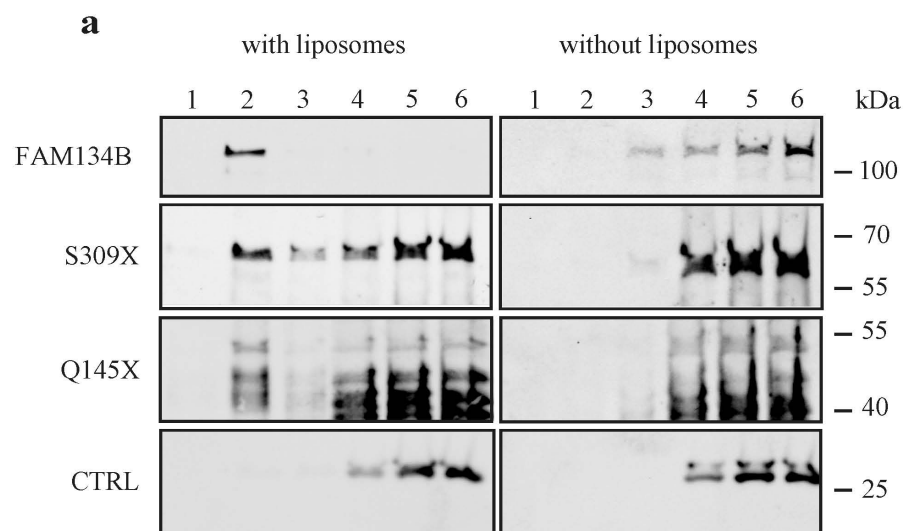 a
with liposomes without liposomes
1 2 3 4 5 6 1 2 3 4 5 6 kDa
FAM134B
100
S309X
70
55
Q145X
55
40
CTRL
25